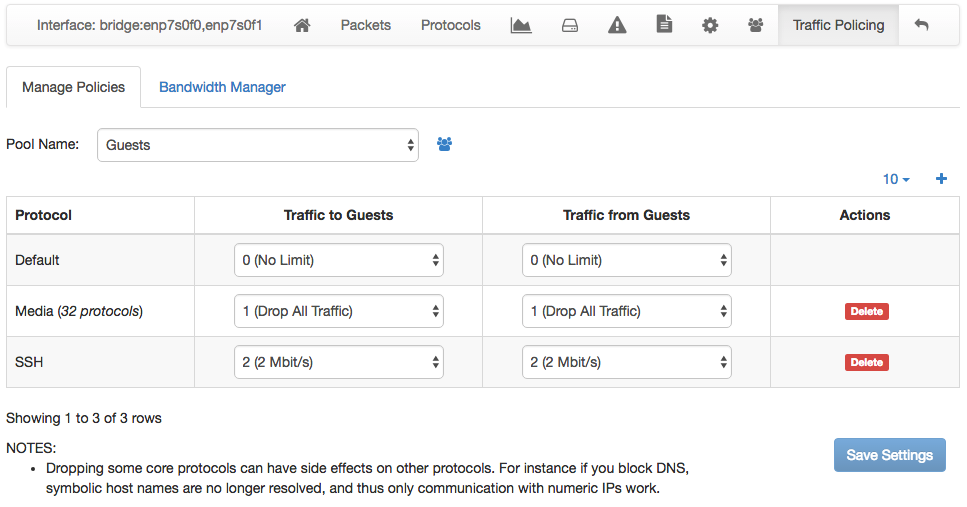 Interface: bridge:enp7s0f0,enp7s0f1 Packets Protocols Traffic Policing
Manage Policies Bandwidth Manager
Pool Name: Guests
10
Protocol Traffic to Guests Traffic from Guests Actions
Default 0 (No Limit) 0 (No Limit)
Media (32 protocols) 1 (Drop All Traffic) 1 (Drop All Traffic) Delete
SSH 2 (2 Mbit/s) 2 (2 Mbit/s) Delete
Showing 1 to 3 of 3 rows
NOTES:
Save Settings
• Dropping some core protocols can have side effects on other protocols. For instance if you block DNS,
symbolic host names are no longer resolved, and thus only communication with numeric IPs work.